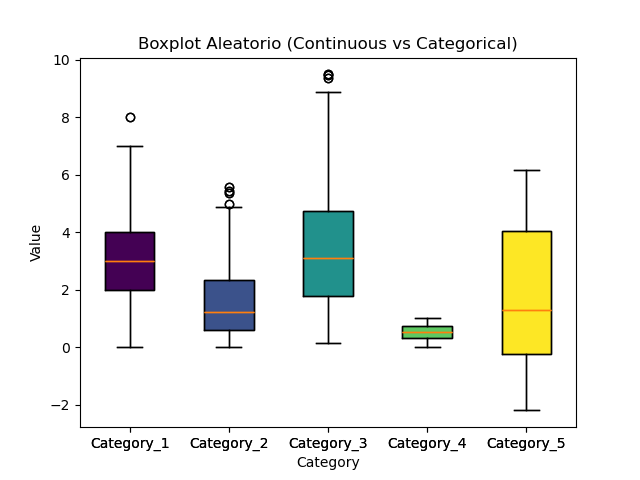 Boxplot Aleatorio (Continuous vs Categorical)
10
8
6
4
2
0
−2
Value
Category_1 Category_2 Category_3 Category_4 Category_5
Category